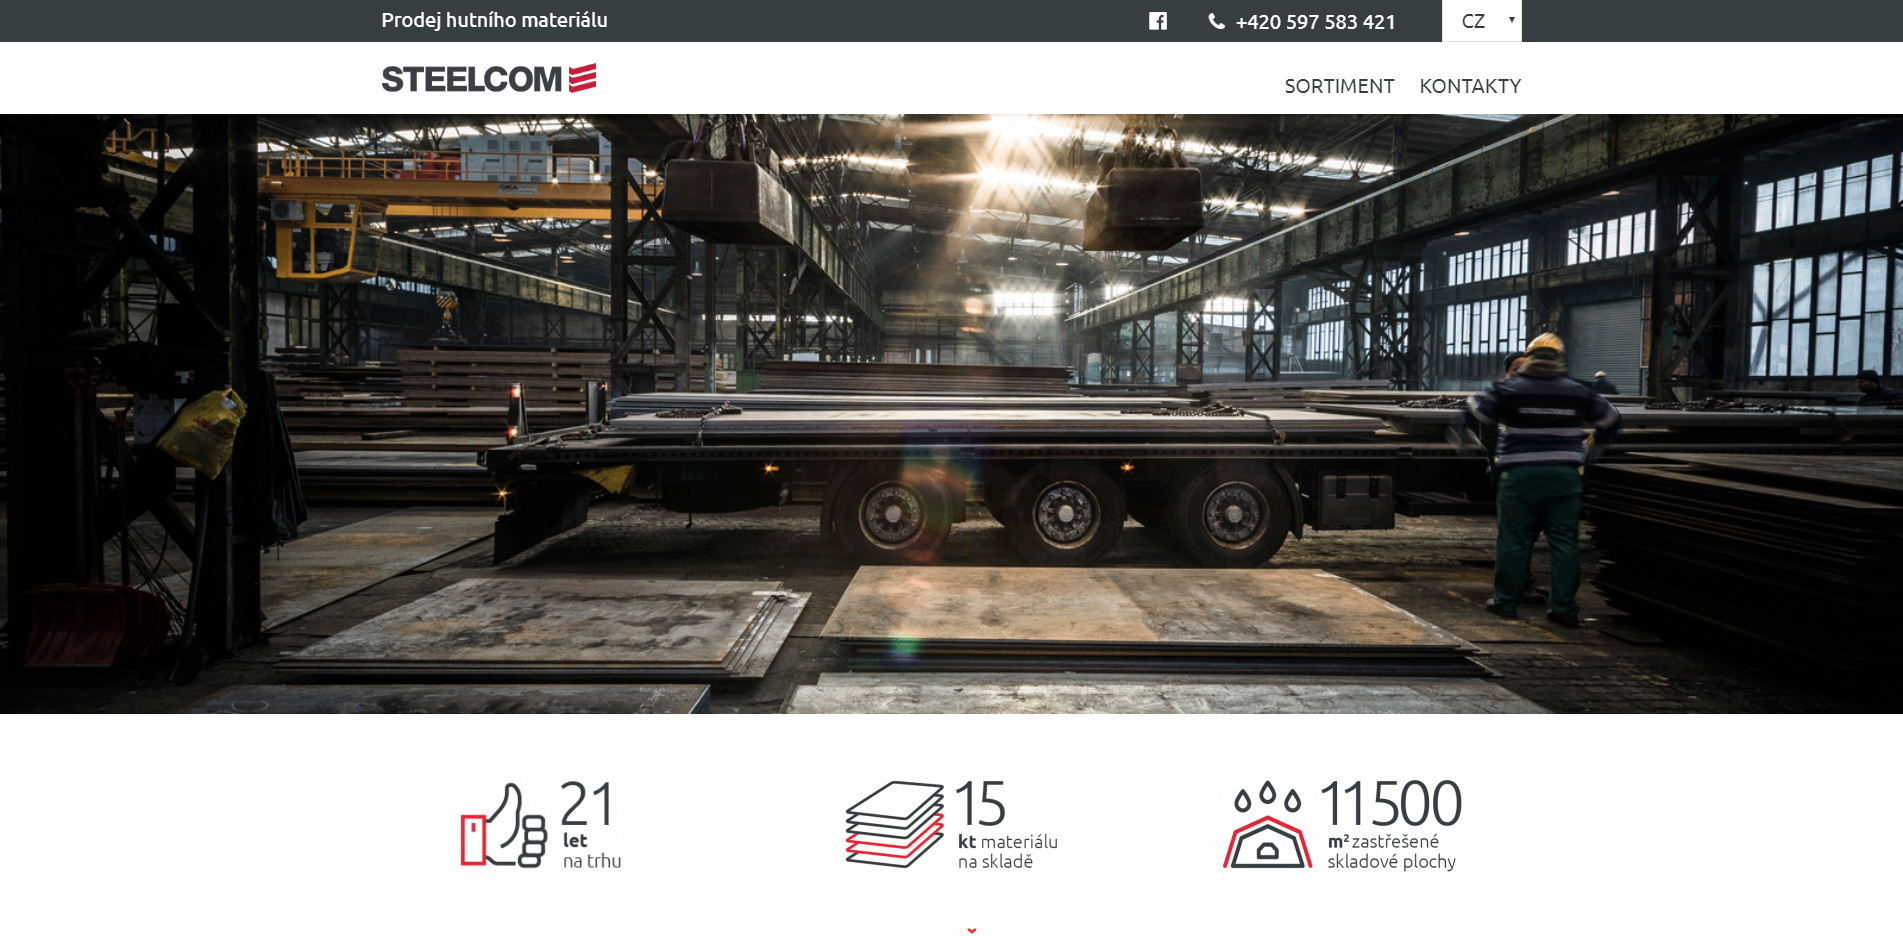 Prodej hutního materiálu
+420 597 583 421
CZ
STEELCOM
SORTIMENT
KONTAKTY
21
let
na trhu
15
kt materiálu
na skladě
11500
m² zastřešené
skladové plochy